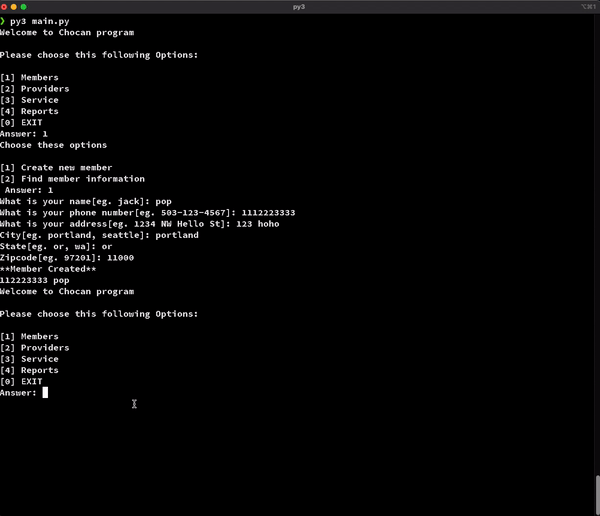 py3
⌥⌘1
❯ py3 main.py
Welcome to Chocan program
Please choose this following Options:
[1] Members
[2] Providers
[3] Service
[4] Reports
[0] EXIT
Answer: 1
Choose these options
[1] Create new member
[2] Find member information
Answer: 1
What is your name[eg. jack]: pop
What is your phone number[eg. 503-123-4567]: 1112223333
What is your address[eg. 1234 NW Hello St]: 123 hoho
City[eg. portland, seattle]: portland
State[eg. or, wa]: or
Zipcode[eg. 97201]: 11000
**Member Created**
112223333 pop
Welcome to Chocan program
Please choose this following Options:
[1] Members
[2] Providers
[3] Service
[4] Reports
[0] EXIT
Answer: